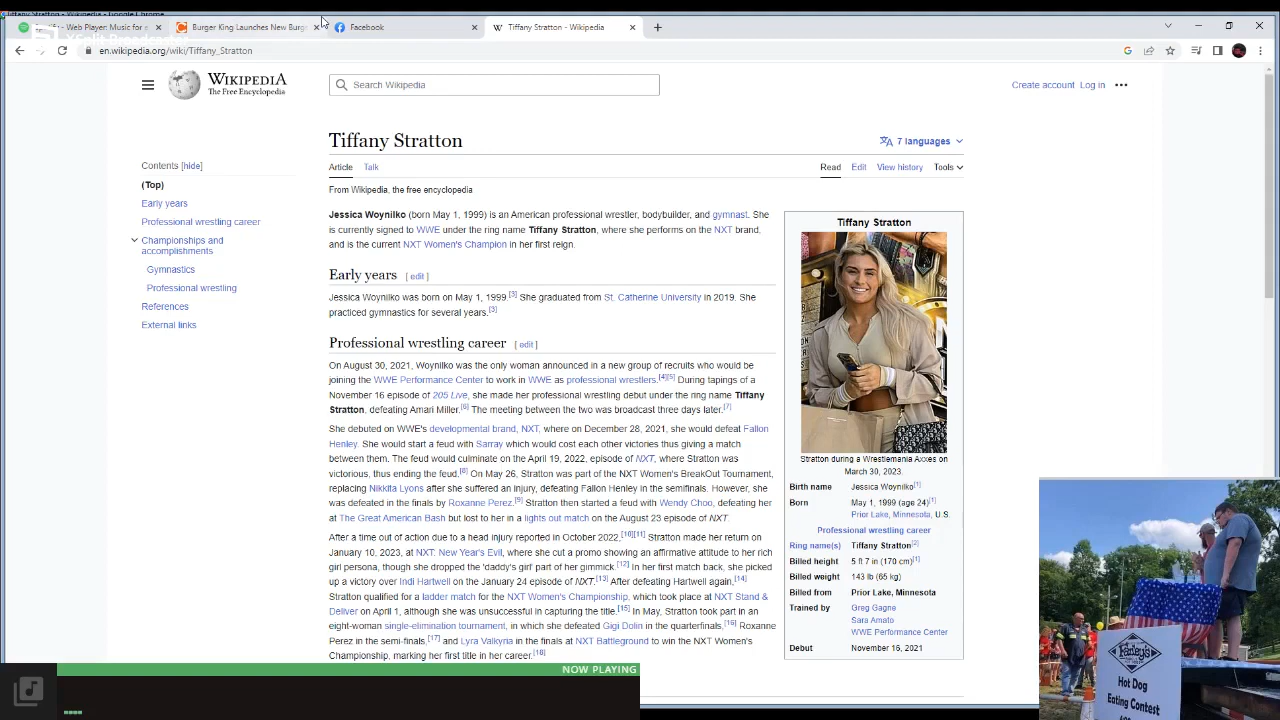 Tiffany Stratton - Wikipedia - Google Chrome
Burger King Launches New Burg
Facebook
Tiffany Stratton - Wikipedia
en.wikipedia.org/wiki/Tiffany_Stratton
WIKIPEDIA
The Free Encyclopedia
Search Wikipedia
Create account Log in
Tiffany Stratton
7 languages
Contents [hide]
(Top)
Early years
Professional wrestling career
Championships and
accomplishments
Gymnastics
Professional wrestling
References
External links
Article Talk
Read Edit View history Tools
From Wikipedia, the free encyclopedia
Jessica Woynilko (born May 1, 1999) is an American professional wrestler, bodybuilder, and gymnast. She
is currently signed to WWE under the ring name Tiffany Stratton, where she performs on the NXT brand,
and is the current NXT Women's Champion in her first reign.
Early years [ edit ]
Jessica Woynilko was born on May 1, 1999.[3] She graduated from St. Catherine University in 2019. She
practiced gymnastics for several years.[3]
Professional wrestling career [ edit ]
On August 30, 2021, Woynilko was the only woman announced in a new group of recruits who would be
joining the WWE Performance Center to work in WWE as professional wrestlers.[4][5] During tapings of a
November 16 episode of 205 Live, she made her professional wrestling debut under the ring name Tiffany
Stratton, defeating Amari Miller.[6] The meeting between the two was broadcast three days later.[7]
She debuted on WWE's developmental brand, NXT, where on December 28, 2021, she would defeat Fallon
Henley. She would start a feud with Sarray which would cost each other victories thus giving a match
between them. The feud would culminate on the April 19, 2022, episode of NXT, where Stratton was
victorious, thus ending the feud.[8] On May 26, Stratton was part of the NXT Women's BreakOut Tournament,
replacing Nikkita Lyons after she suffered an injury, defeating Fallon Henley in the semifinals. However, she
was defeated in the finals by Roxanne Perez.[9] Stratton then started a feud with Wendy Choo, defeating her
at The Great American Bash but lost to her in a lights out match on the August 23 episode of NXT.
After a time out of action due to a head injury reported in October 2022,[10][11] Stratton made her return on
January 10, 2023, at NXT: New Year's Evil, where she cut a promo showing an affirmative attitude to her rich
girl persona, though she dropped the 'daddy's girl' part of her gimmick.[12] In her first match back, she picked
up a victory over Indi Hartwell on the January 24 episode of NXT.[13] After defeating Hartwell again,[14]
Stratton qualified for a ladder match for the NXT Women's Championship, which took place at NXT Stand &
Deliver on April 1, although she was unsuccessful in capturing the title.[15] In May, Stratton took part in an
eight-woman single-elimination tournament, in which she defeated Gigi Dolin in the quarterfinals,[16] Roxanne
Perez in the semi-finals,[17] and Lyra Valkyria in the finals at NXT Battleground to win the NXT Women's
Championship, marking her first title in her career.[18]
Tiffany Stratton
Stratton during a Wrestlemania Axxes on
March 30, 2023.
Birth name Jessica Woynilko[1]
Born May 1, 1999 (age 24)[1]
Prior Lake, Minnesota, U.S.
Professional wrestling career
Ring name(s) Tiffany Stratton[2]
Billed height 5 ft 7 in (170 cm)[1]
Billed weight 143 lb (65 kg)
Billed from Prior Lake, Minnesota
Trained by Greg Gagne
Sara Amato
WWE Performance Center
Debut November 16, 2021
NOW PLAYING
Farley's
Hot Dog
Eating Contest